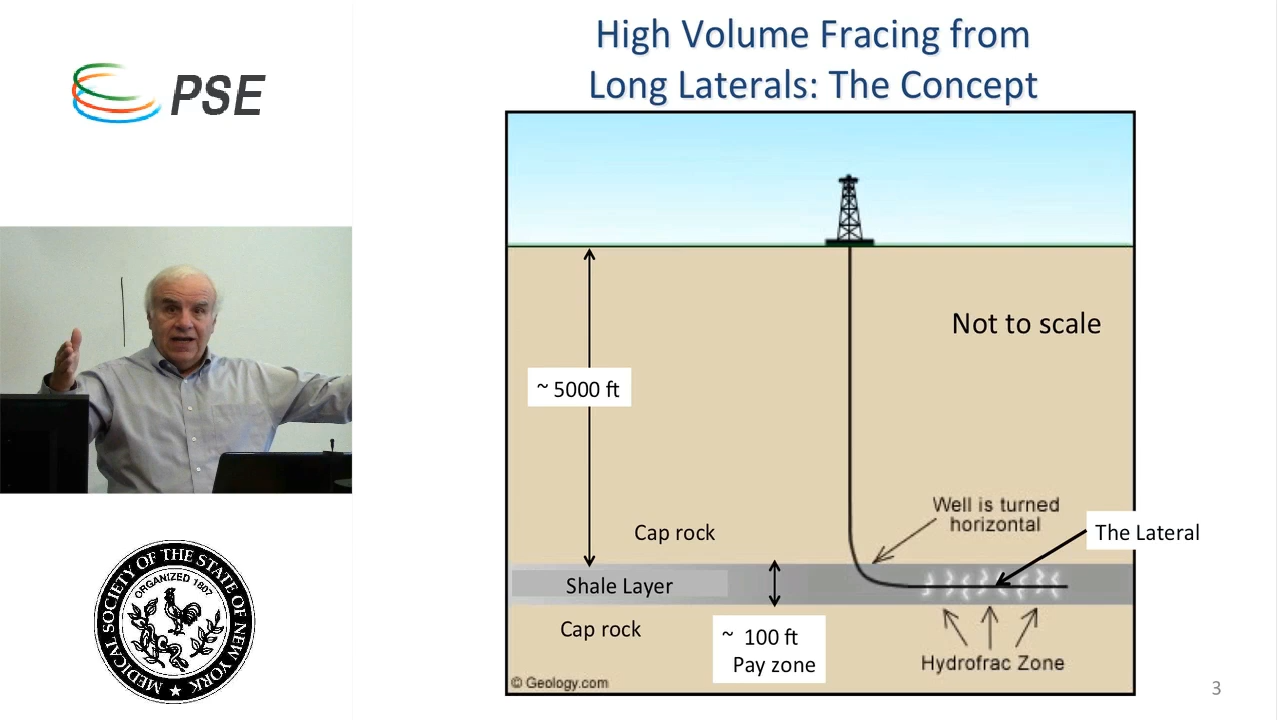 High Volume Fracing from
Long Laterals: The Concept
PSE
Not to scale
~ 5000 ft
Well is turned
horizontal
The Lateral
Cap rock
Shale Layer
Cap rock
~ 100 ft
Pay zone
Hydrofrac Zone
© Geology.com
MEDICAL SOCIETY OF THE STATE OF NEW YORK
ORGANIZED 1807
3